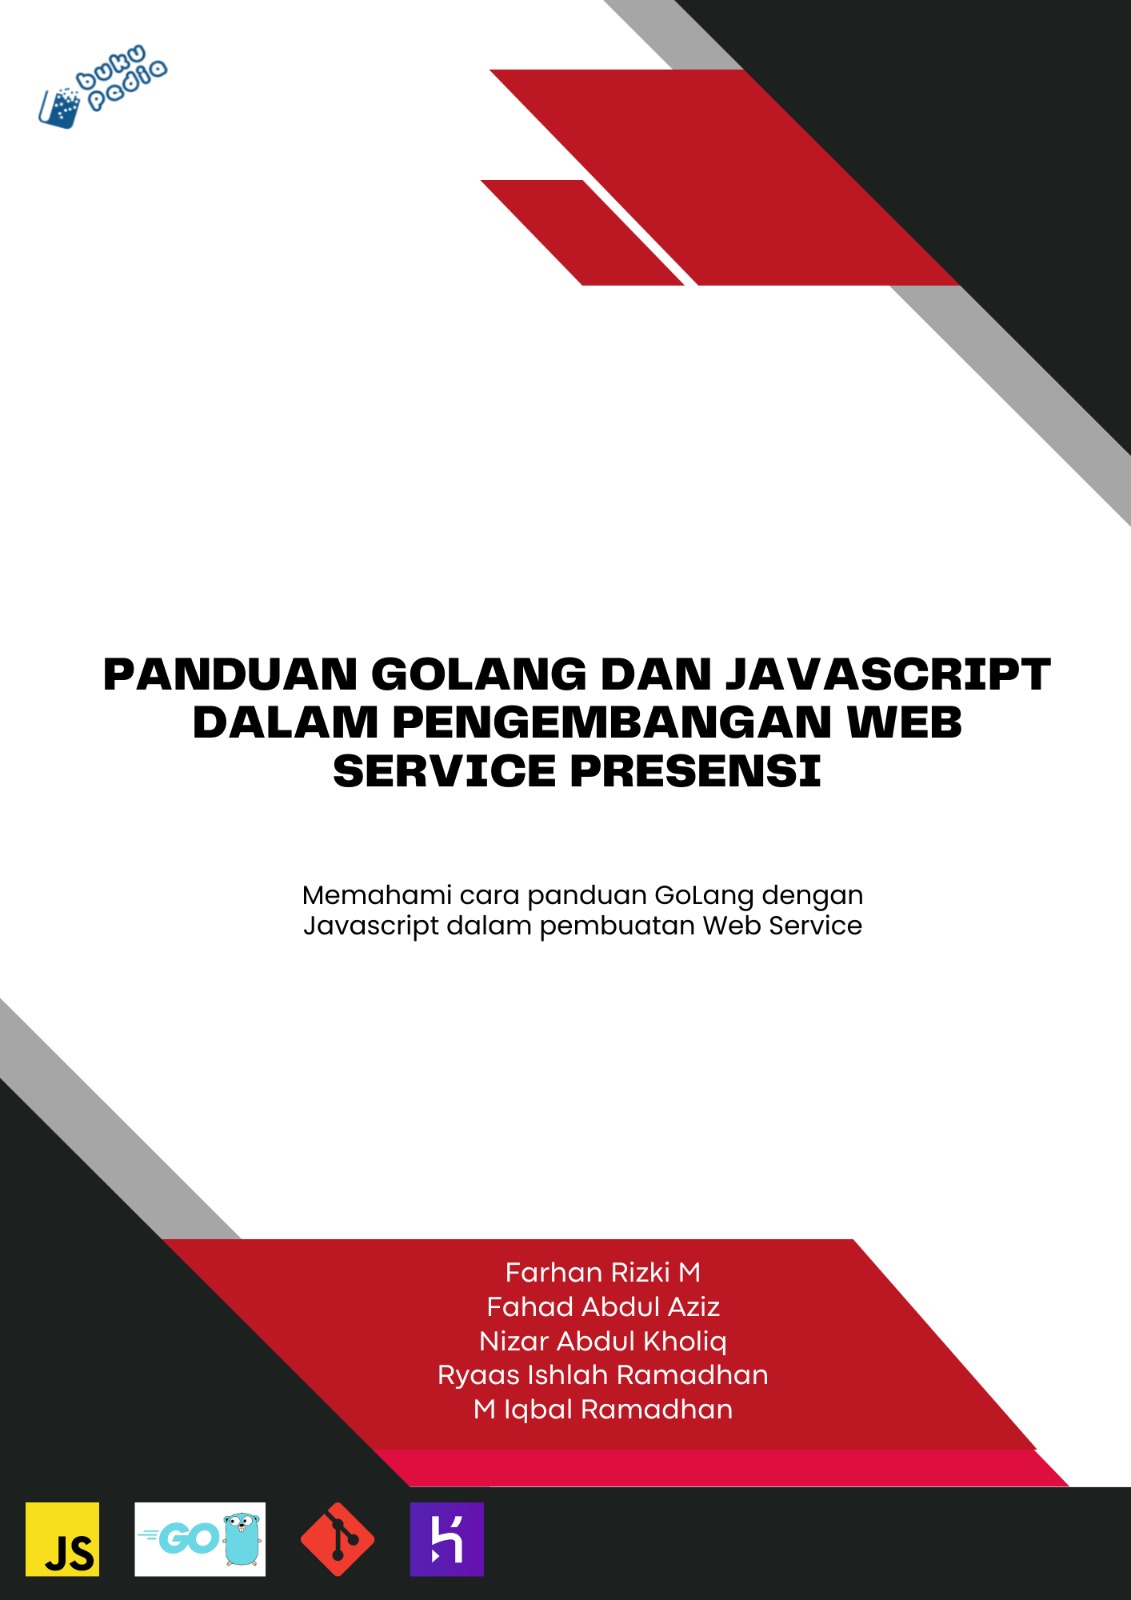 buku
pedia
PANDUAN GOLANG DAN JAVASCRIPT
DALAM PENGEMBANGAN WEB
SERVICE PRESENSI
Memahami cara panduan GoLang dengan
Javascript dalam pembuatan Web Service
Farhan Rizki M
Fahad Abdul Aziz
Nizar Abdul Kholiq
Ryaas Ishlah Ramadhan
M Iqbal Ramadhan
JS
GO